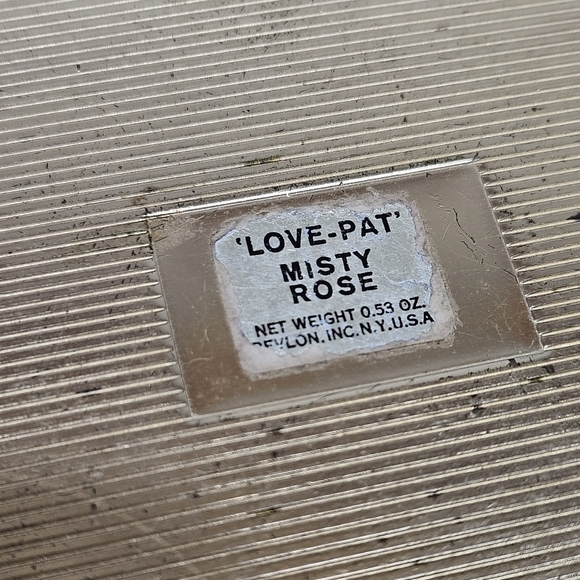 'LOVE-PAT'
MISTY
ROSE
NET WEIGHT 0.53 OZ.
REVLON, INC. N.Y. U.S.A